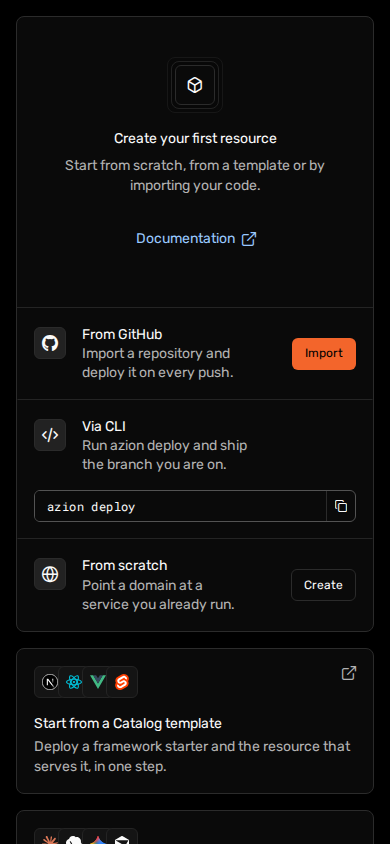 Create your first resource
Start from scratch, from a template or by
importing your code.
Documentation
From GitHub
Import a repository and
deploy it on every push.
Import
Via CLI
Run azion deploy and ship
the branch you are on.
azion deploy
From scratch
Point a domain at a
service you already run.
Create
Start from a Catalog template
Deploy a framework starter and the resource that
serves it, in one step.